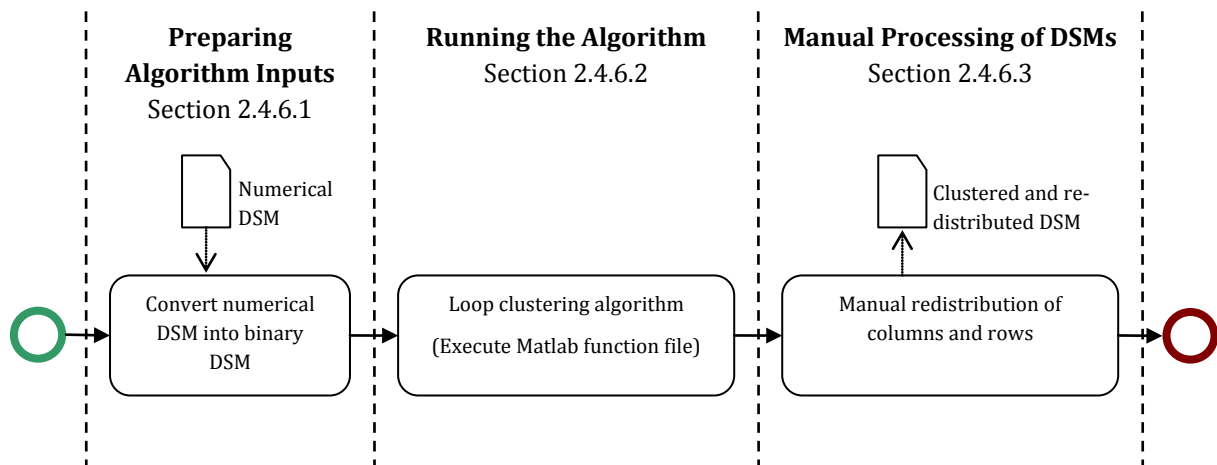 Preparing
Algorithm Inputs
Section 2.4.6.1
Running the Algorithm
Section 2.4.6.2
Manual Processing of DSMs
Section 2.4.6.3
Numerical
DSM
Clustered and re-
distributed DSM
Convert numerical
DSM into binary
DSM
Loop clustering algorithm
(Execute Matlab function file)
Manual redistribution of
columns and rows